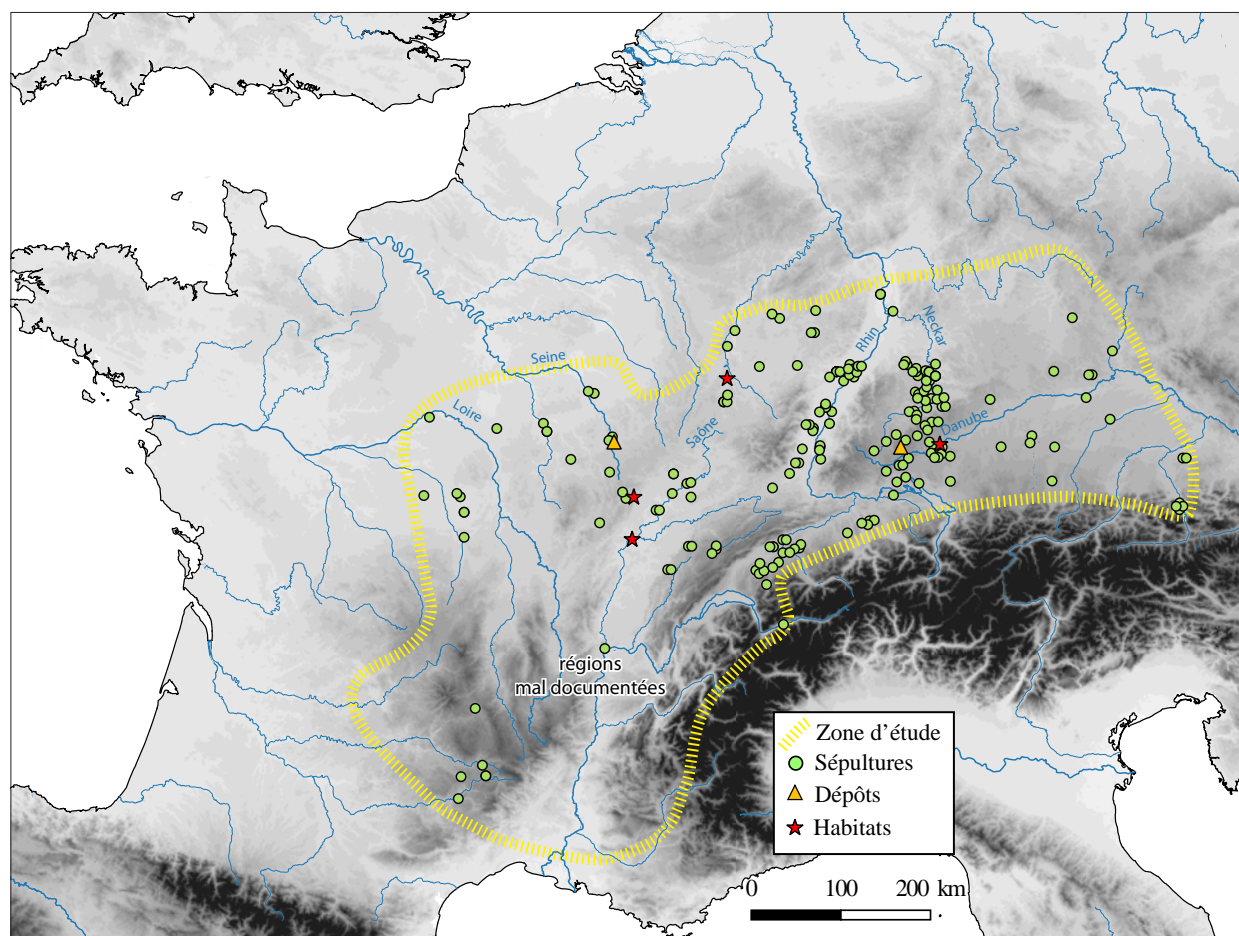 Rhin
Neckar
Seine
Loire
Saône
Danube
régions
mal documentées
Zone d'étude
Sépultures
Dépôts
Habitats
0 100 200 km